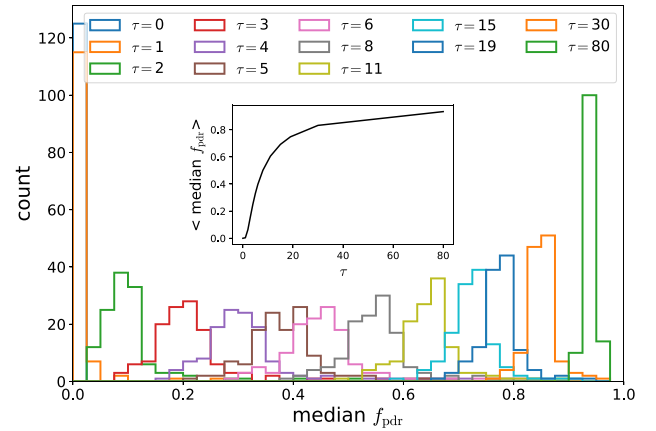 τ = 0 τ = 3 τ = 6 τ = 15 τ = 30
τ = 1 τ = 4 τ = 8 τ = 19 τ = 80
τ = 2 τ = 5 τ = 11
120
100
80
60
40
20
0
count
0.0 0.2 0.4 0.6 0.8 1.0
median f_pdr
< median f_pdr >
0.8
0.6
0.4
0.2
0.0
0 20 40 60 80
τ